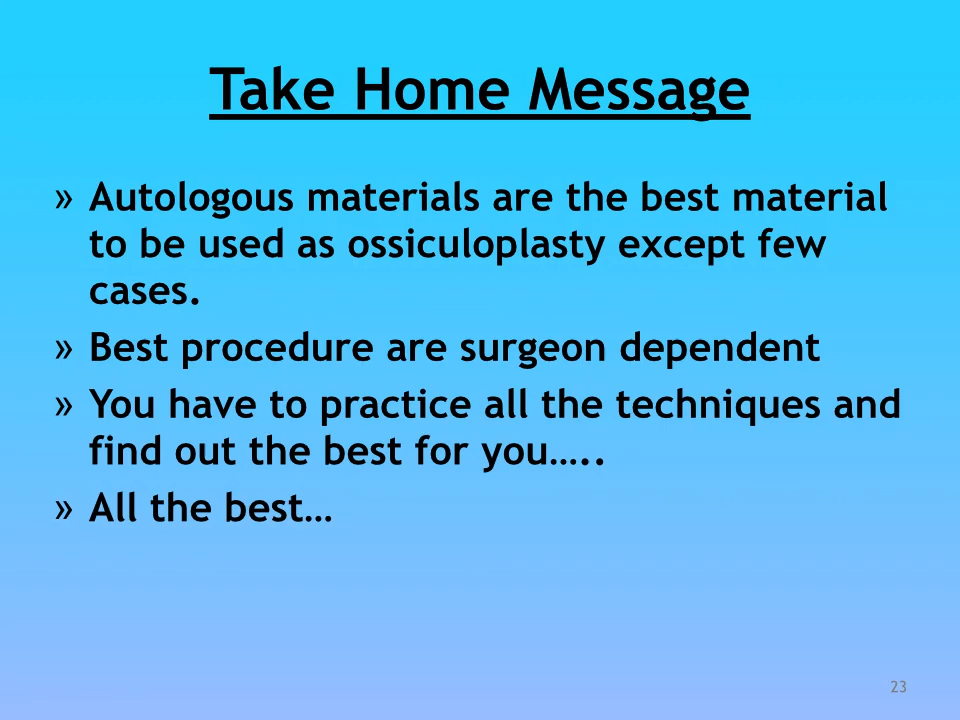 Take Home Message
» Autologous materials are the best material
to be used as ossiculoplasty except few
cases.
» Best procedure are surgeon dependent
» You have to practice all the techniques and
find out the best for you…..
» All the best…
23